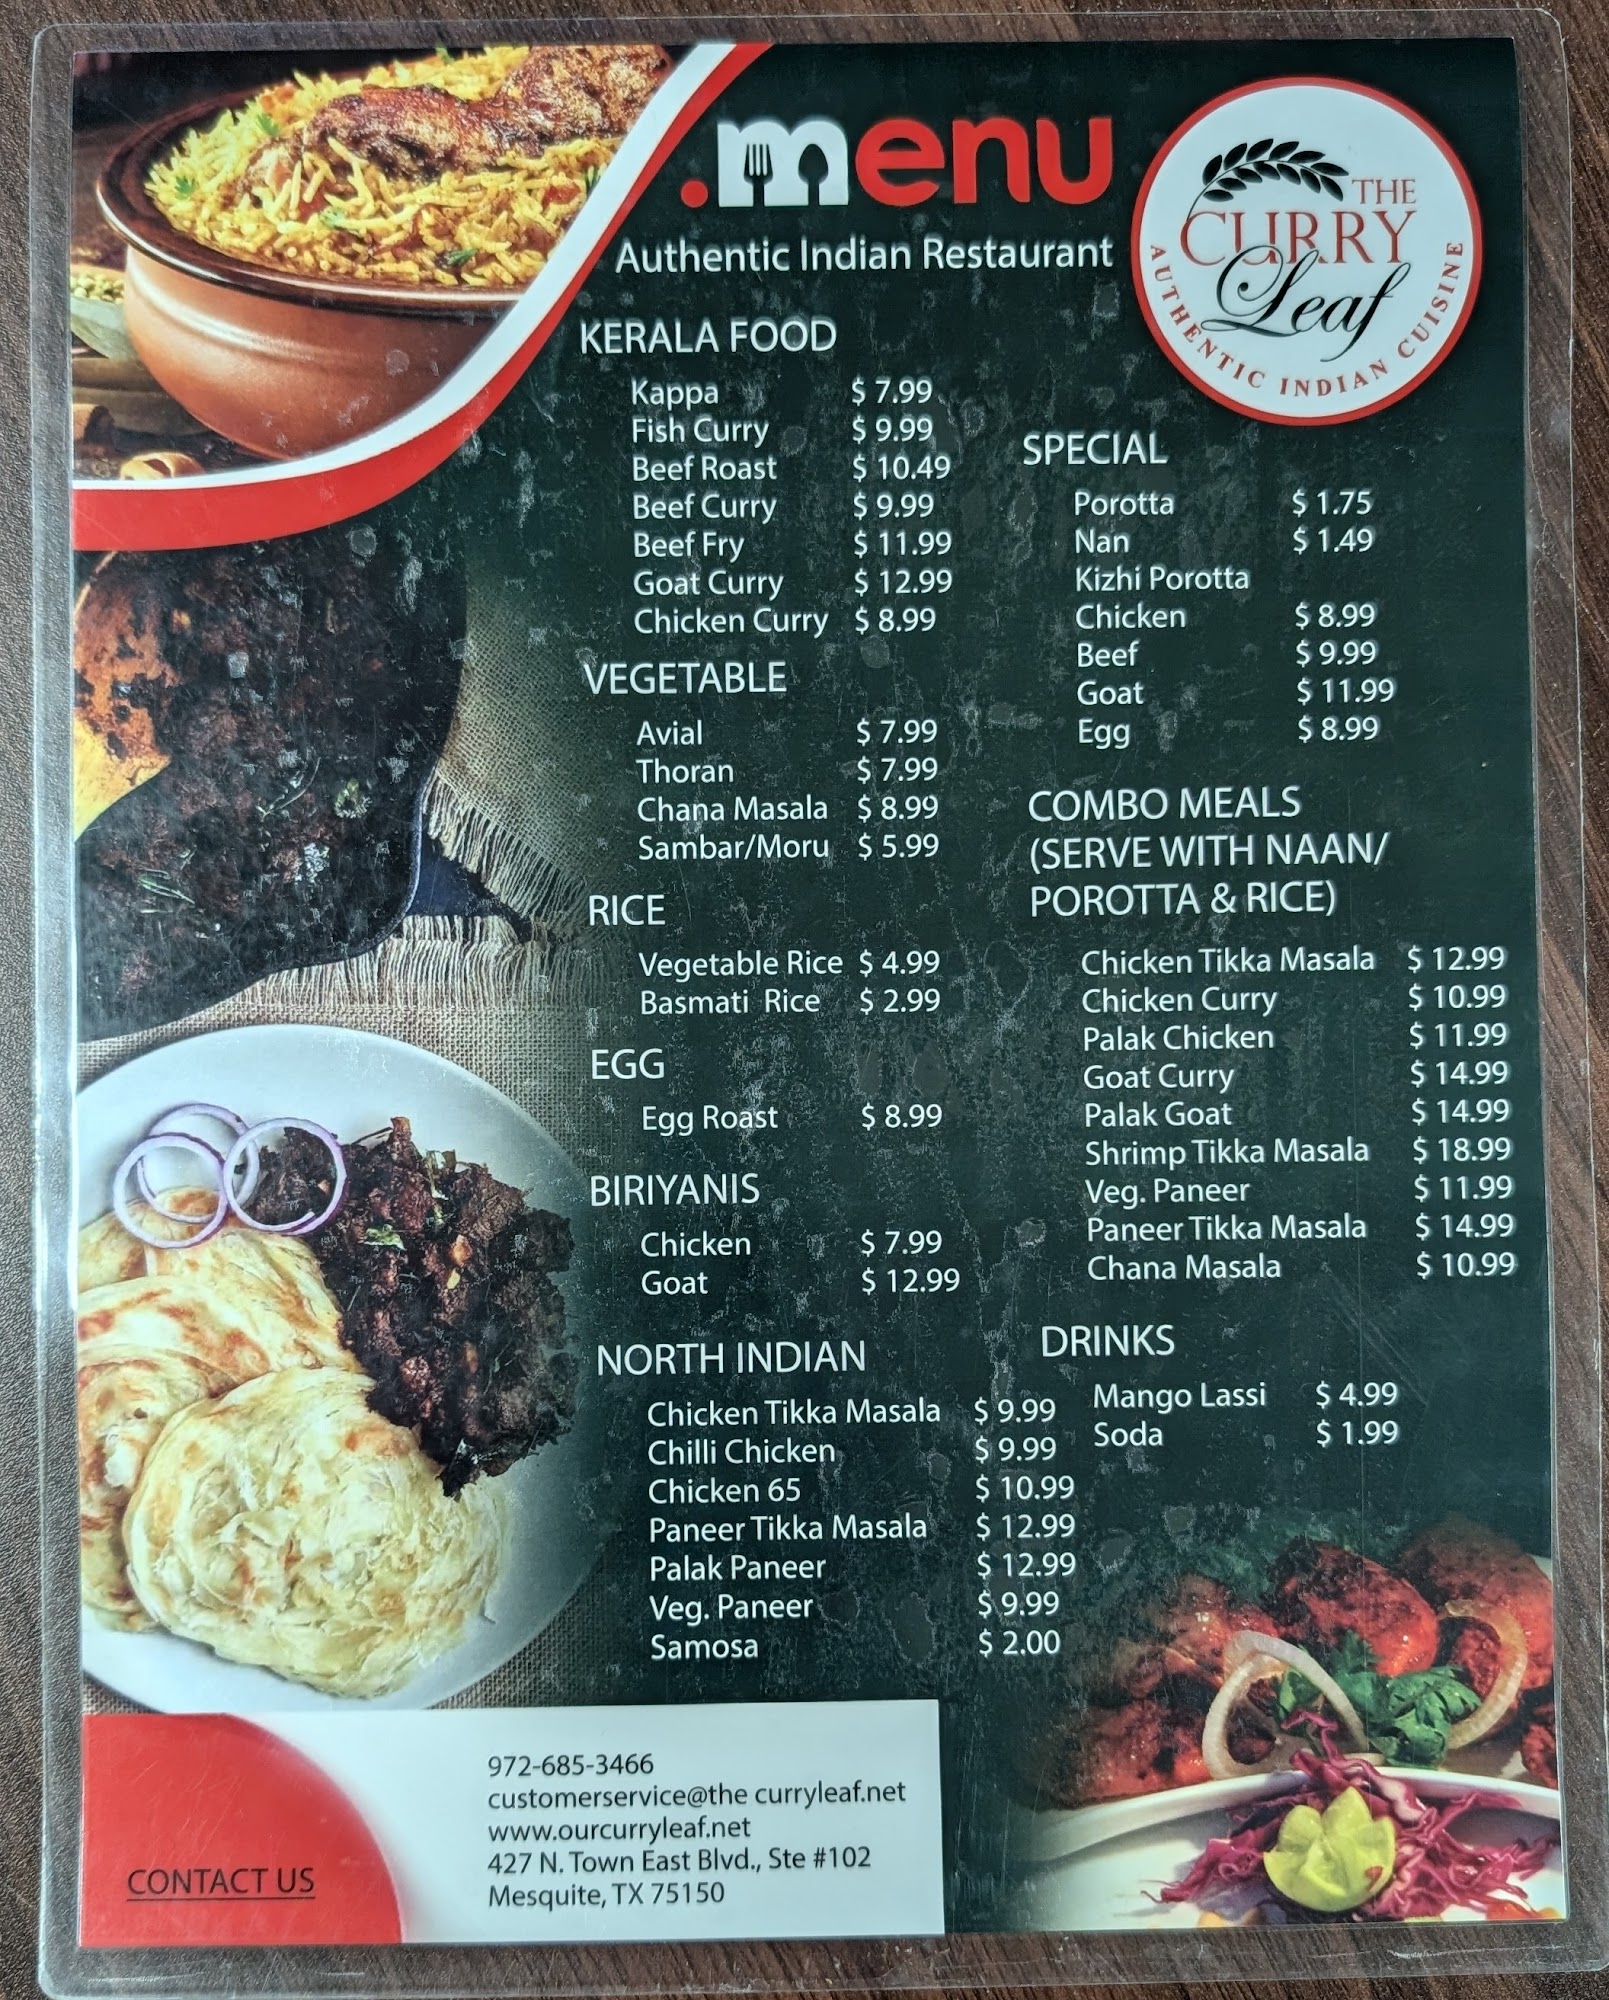 .menu
Authentic Indian Restaurant
THE
CURRY
Leaf
AUTHENTIC INDIAN CUISINE
KERALA FOOD
Kappa $ 7.99
Fish Curry $ 9.99
Beef Roast $ 10.49
Beef Curry $ 9.99
Beef Fry $ 11.99
Goat Curry $ 12.99
Chicken Curry $ 8.99
VEGETABLE
Avial $ 7.99
Thoran $ 7.99
Chana Masala $ 8.99
Sambar/Moru $ 5.99
RICE
Vegetable Rice $ 4.99
Basmati Rice $ 2.99
EGG
Egg Roast $ 8.99
BIRIYANIS
Chicken $ 7.99
Goat $ 12.99
NORTH INDIAN
Chicken Tikka Masala $ 9.99
Chilli Chicken $ 9.99
Chicken 65 $ 10.99
Paneer Tikka Masala $ 12.99
Palak Paneer $ 12.99
Veg. Paneer $ 9.99
Samosa $ 2.00
SPECIAL
Porotta $ 1.75
Nan $ 1.49
Kizhi Porotta
Chicken $ 8.99
Beef $ 9.99
Goat $ 11.99
Egg $ 8.99
COMBO MEALS
(SERVE WITH NAAN/
POROTTA & RICE)
Chicken Tikka Masala $ 12.99
Chicken Curry $ 10.99
Palak Chicken $ 11.99
Goat Curry $ 14.99
Palak Goat $ 14.99
Shrimp Tikka Masala $ 18.99
Veg. Paneer $ 11.99
Paneer Tikka Masala $ 14.99
Chana Masala $ 10.99
DRINKS
Mango Lassi $ 4.99
Soda $ 1.99
CONTACT US
972-685-3466
customerservice@the curryleaf.net
www.ourcurryleaf.net
427 N. Town East Blvd., Ste #102
Mesquite, TX 75150